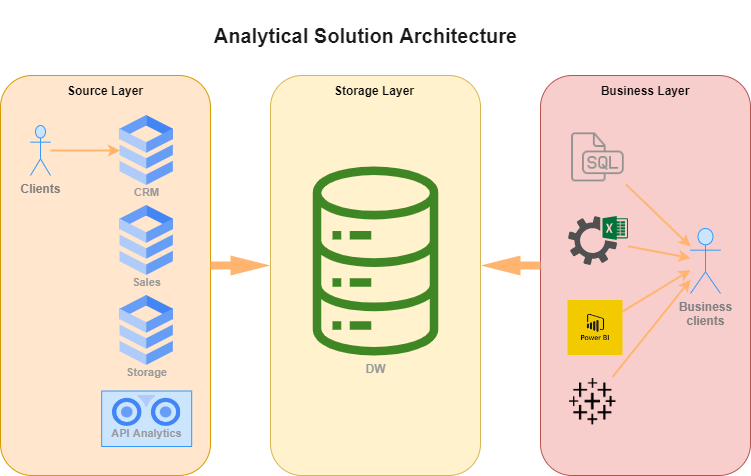 Analytical Solution Architecture
Source Layer
Clients
CRM
Sales
Storage
API Analytics
Storage Layer
DW
Business Layer
SQL
X
Power BI
Business
clients